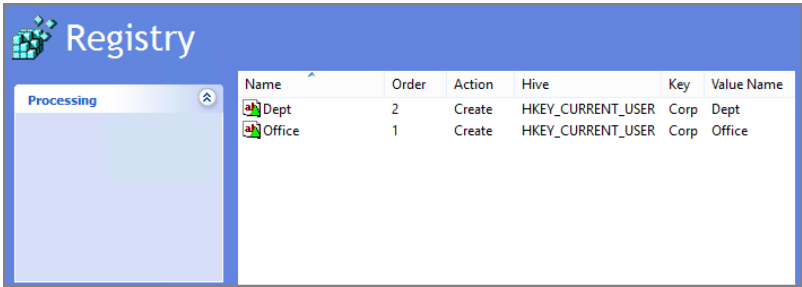 Registry
Processing
Name Order Action Hive Key Value Name
Dept 2 Create HKEY_CURRENT_USER Corp Dept
Office 1 Create HKEY_CURRENT_USER Corp Office